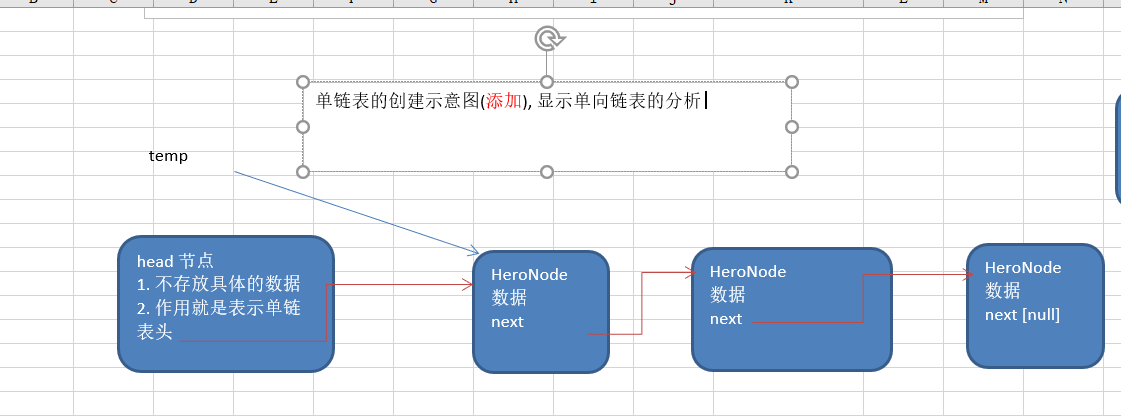 单链表的创建示意图(添加), 显示单向链表的分析
temp
head 节点
1. 不存放具体的数据
2. 作用就是表示单链
表头
HeroNode
数据
next
HeroNode
数据
next
HeroNode
数据
next [null]